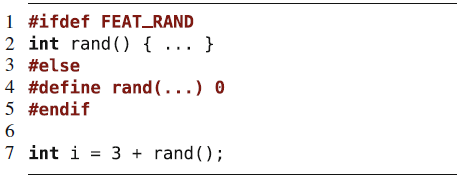 1 #ifdef FEAT_RAND
2 int rand() { ... }
3 #else
4 #define rand(...) 0
5 #endif
6
7 int i = 3 + rand();